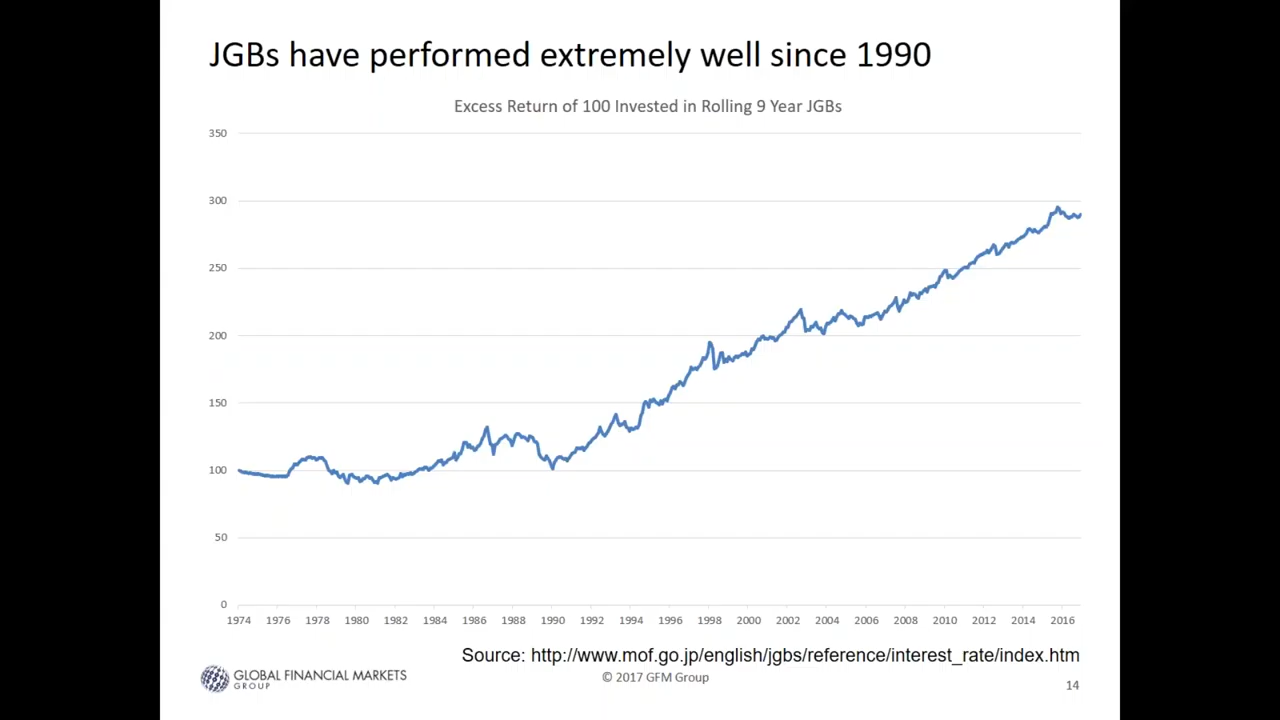 JGBs have performed extremely well since 1990
Excess Return of 100 Invested in Rolling 9 Year JGBs
350
300
250
200
150
100
50
0
1974 1976 1978 1980 1982 1984 1986 1988 1990 1992 1994 1996 1998 2000 2002 2004 2006 2008 2010 2012 2014 2016
Source: http://www.mof.go.jp/english/jgbs/reference/interest_rate/index.htm
GLOBAL FINANCIAL MARKETS
GROUP
© 2017 GFM Group
14